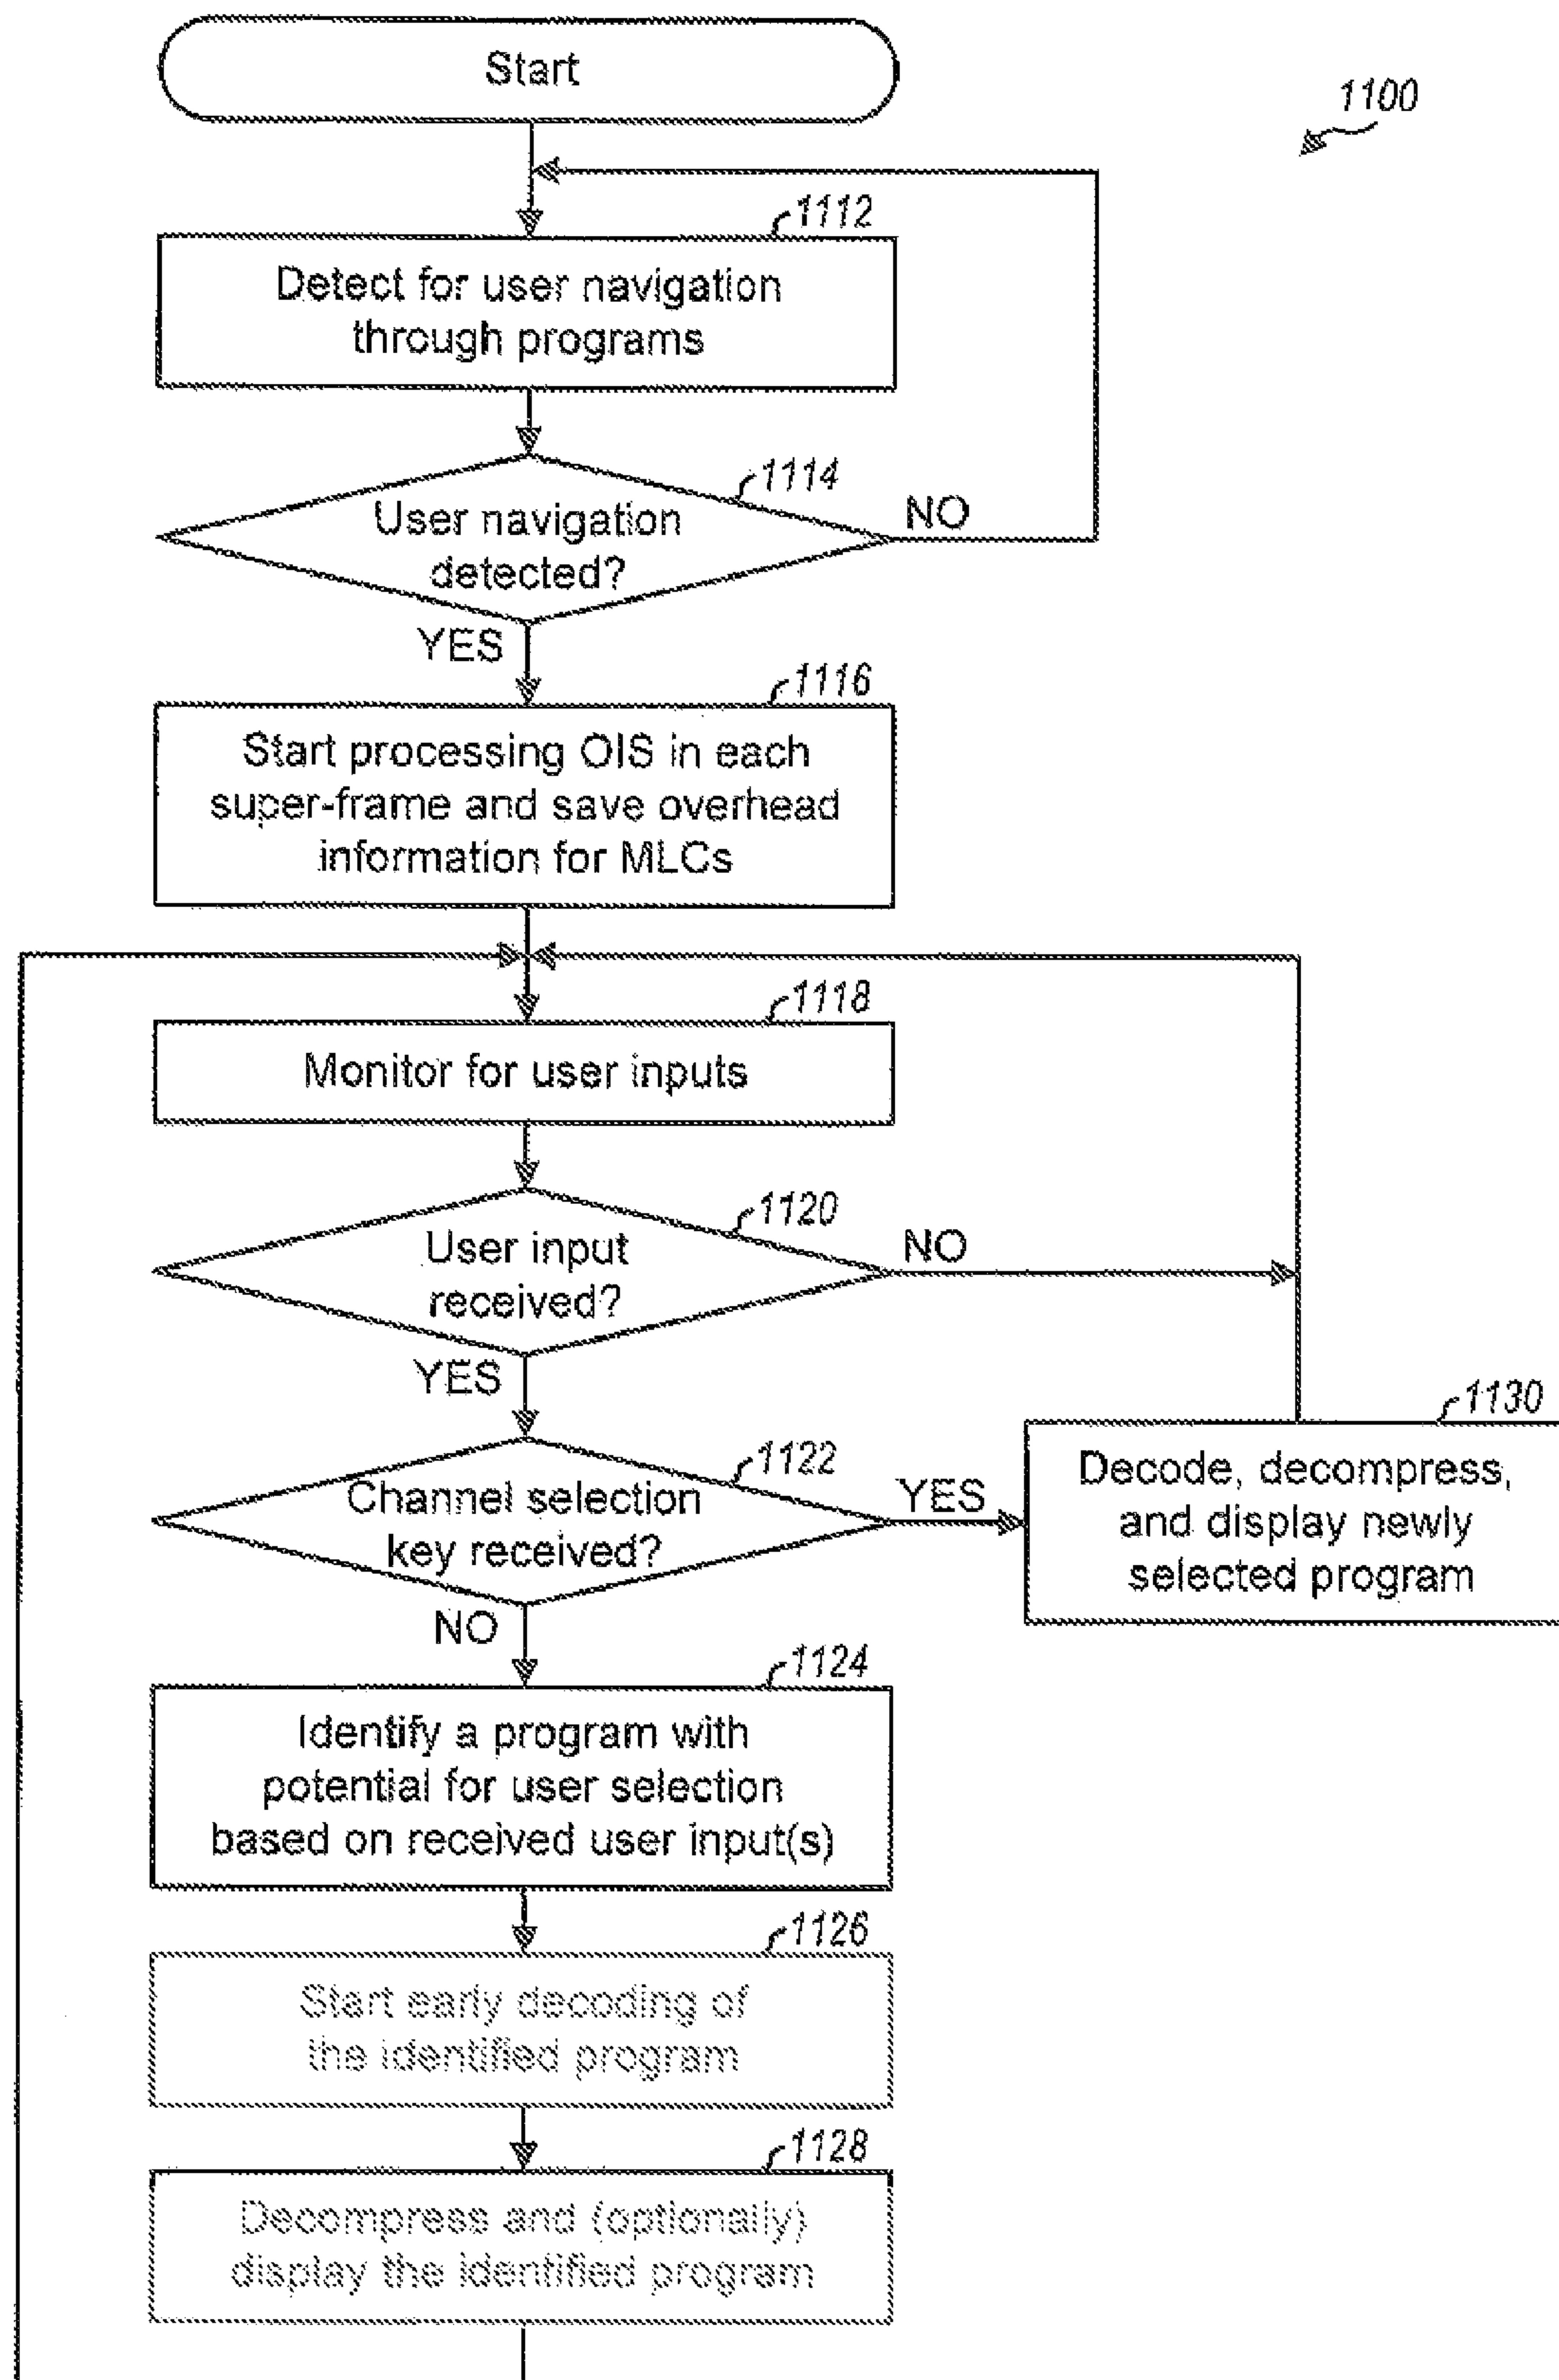 Start
1100
1112
Detect for user navigation
through programs
1114
User navigation
detected?
NO
YES
1116
Start processing OIS in each
super-frame and save overhead
information for MLCs
1118
Monitor for user inputs
1120
User input
received?
NO
YES
1122
Channel selection
key received?
YES
NO
1130
Decode, decompress,
and display newly
selected program
1124
Identify a program with
potential for user selection
based on received user input(s)
1126
Start early decoding of
the identified program
1128
Decompress and (optionally)
display the identified program